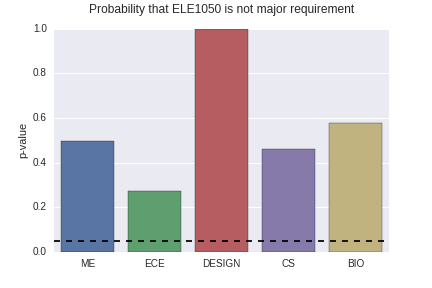 Probability that ELE1050 is not major requirement
1.0
0.8
0.6
0.4
0.2
0.0
p-value
ME ECE DESIGN CS BIO